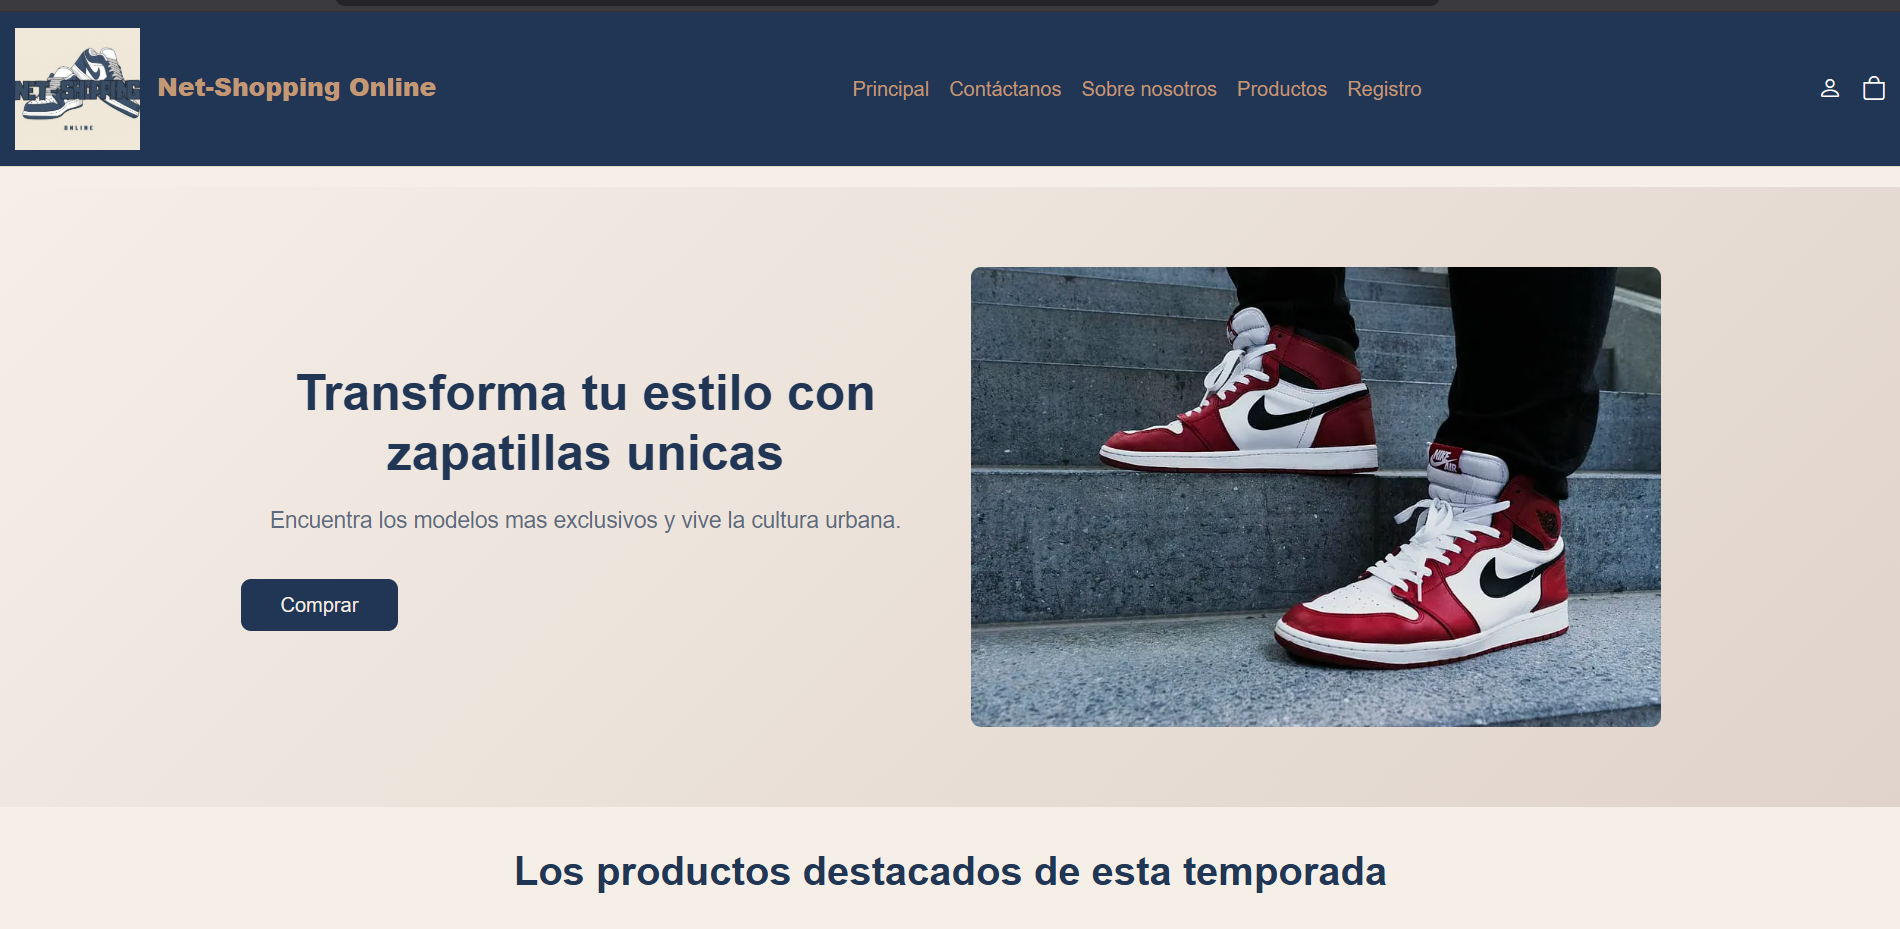 NET-SHOPPING
ONLINE
Net-Shopping Online
Principal Contáctanos Sobre nosotros Productos Registro
Transforma tu estilo con
zapatillas unicas
Encuentra los modelos mas exclusivos y vive la cultura urbana.
Comprar
NIKE
AIR
Los productos destacados de esta temporada